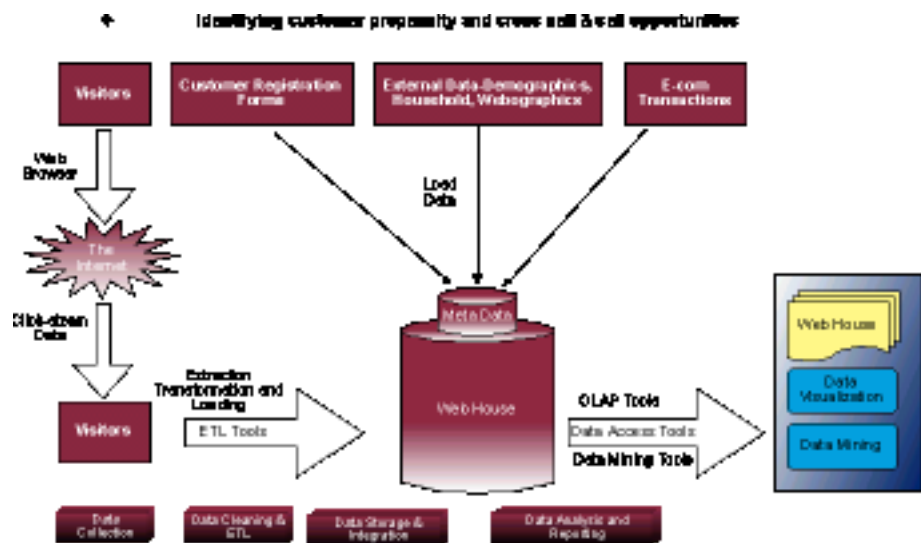 Identifying customer propensity and cross sell & sell opportunities
Visitors
Customer Registration
Forms
External Data-Demographics,
Household, Webographics
E-com
Transactions
Web
Browser
Load
Data
The
Internet
Click-stream
Data
Meta Data
Web House
Extraction
Transformation and
Loading
ETL Tools
Visitors
Web House
OLAP Tools
Data Access Tools
Data Mining Tools
Data
Visualization
Data Mining
Data
Collection
Data Cleaning &
ETL
Data Storage &
Integration
Data Analysis and
Reporting